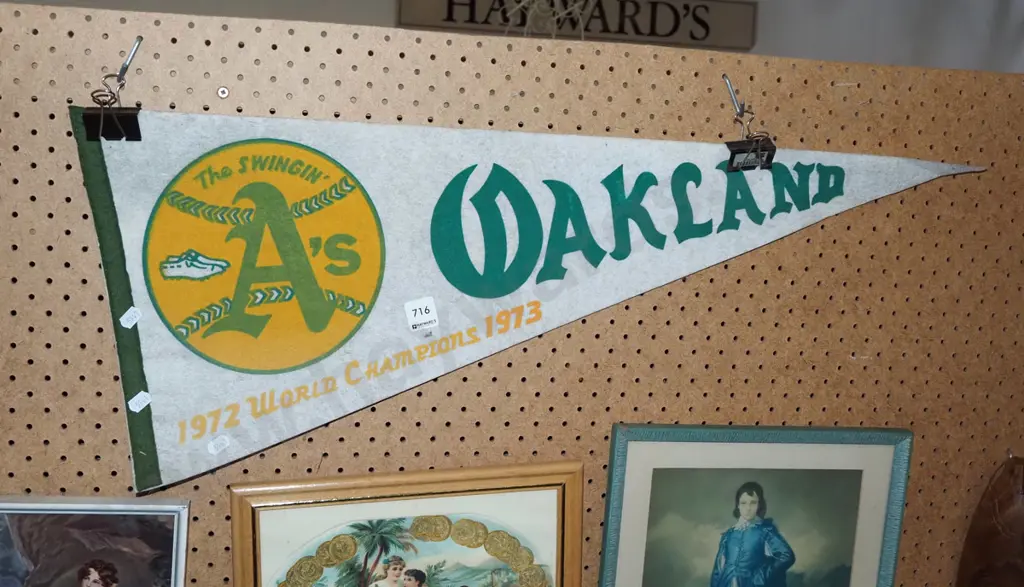 HAYWARD'S
The SWINGIN'
A's
OAKLAND
716
1972 WORLD CHAMPIONS 1973